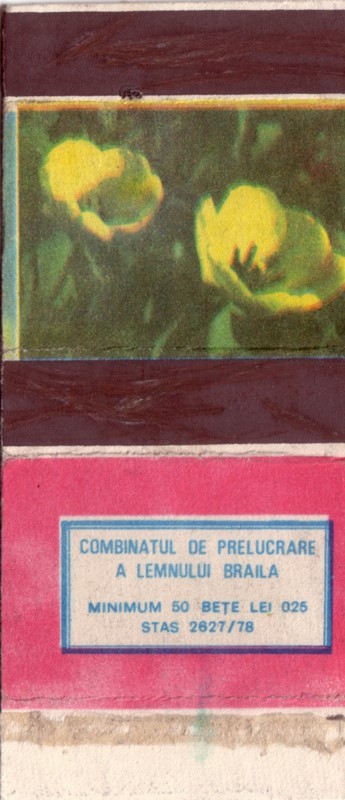 COMBINATUL DE PRELUCRARE
A LEMNULUI BRAILA
MINIMUM 50 BEȚE LEI 025
STAS 2627/78